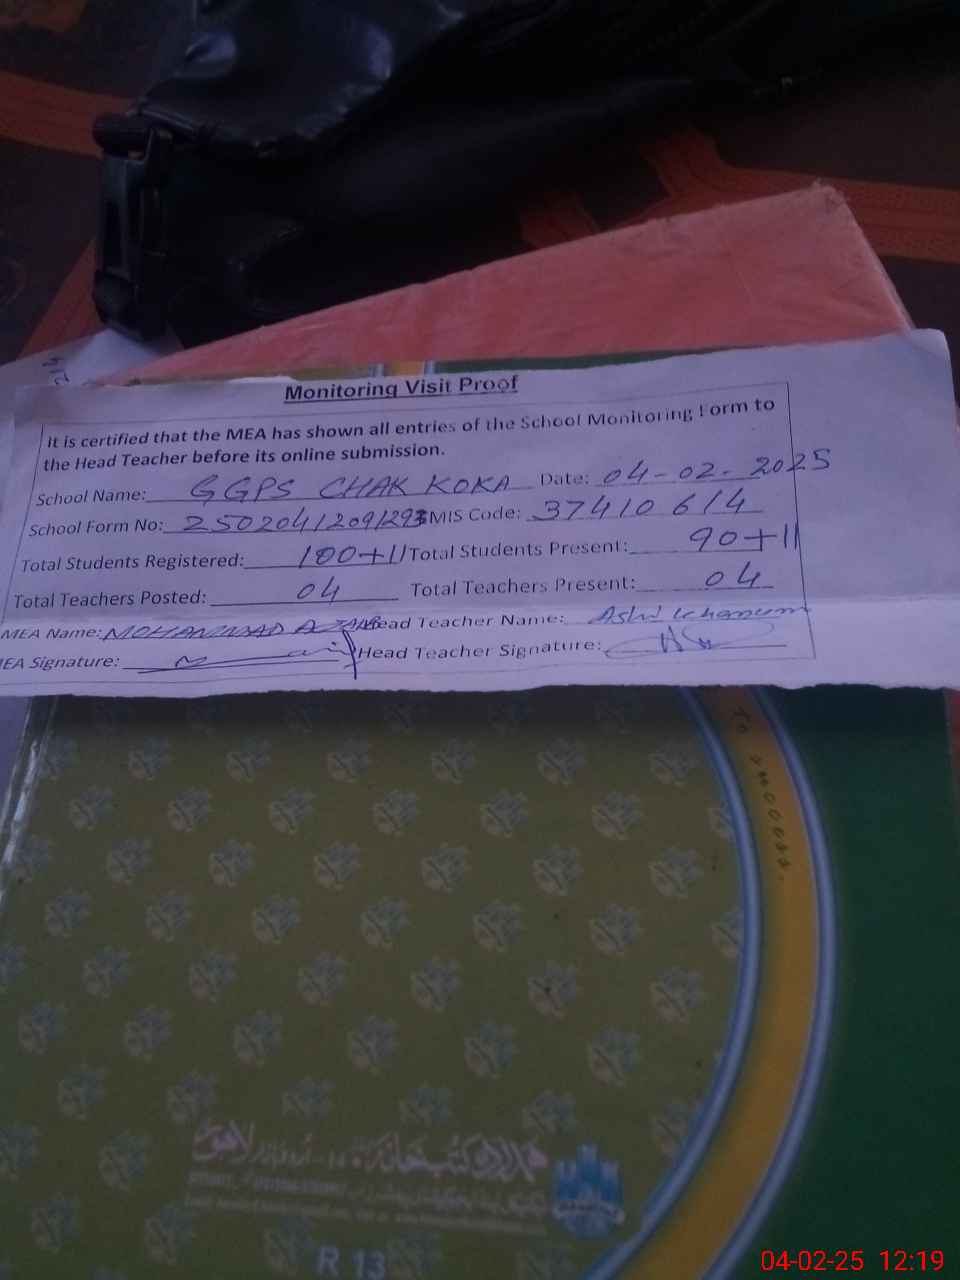 Monitoring Visit Proof
It is certified that the MEA has shown all entries of the School Monitoring Form to
the Head Teacher before its online submission.
School Name: GGPS CHAK KOKA Date: 04-02-2025
School Form No: 25020412091293 EMIS Code: 37410614
Total Students Registered: 100+11 Total Students Present: 90+11
Total Teachers Posted: 04 Total Teachers Present: 04
MEA Name: MOHAMMAD Head Teacher Name: Khanum
MEA Signature: Head Teacher Signature:
to success.
R 13
04-02-25 12:19